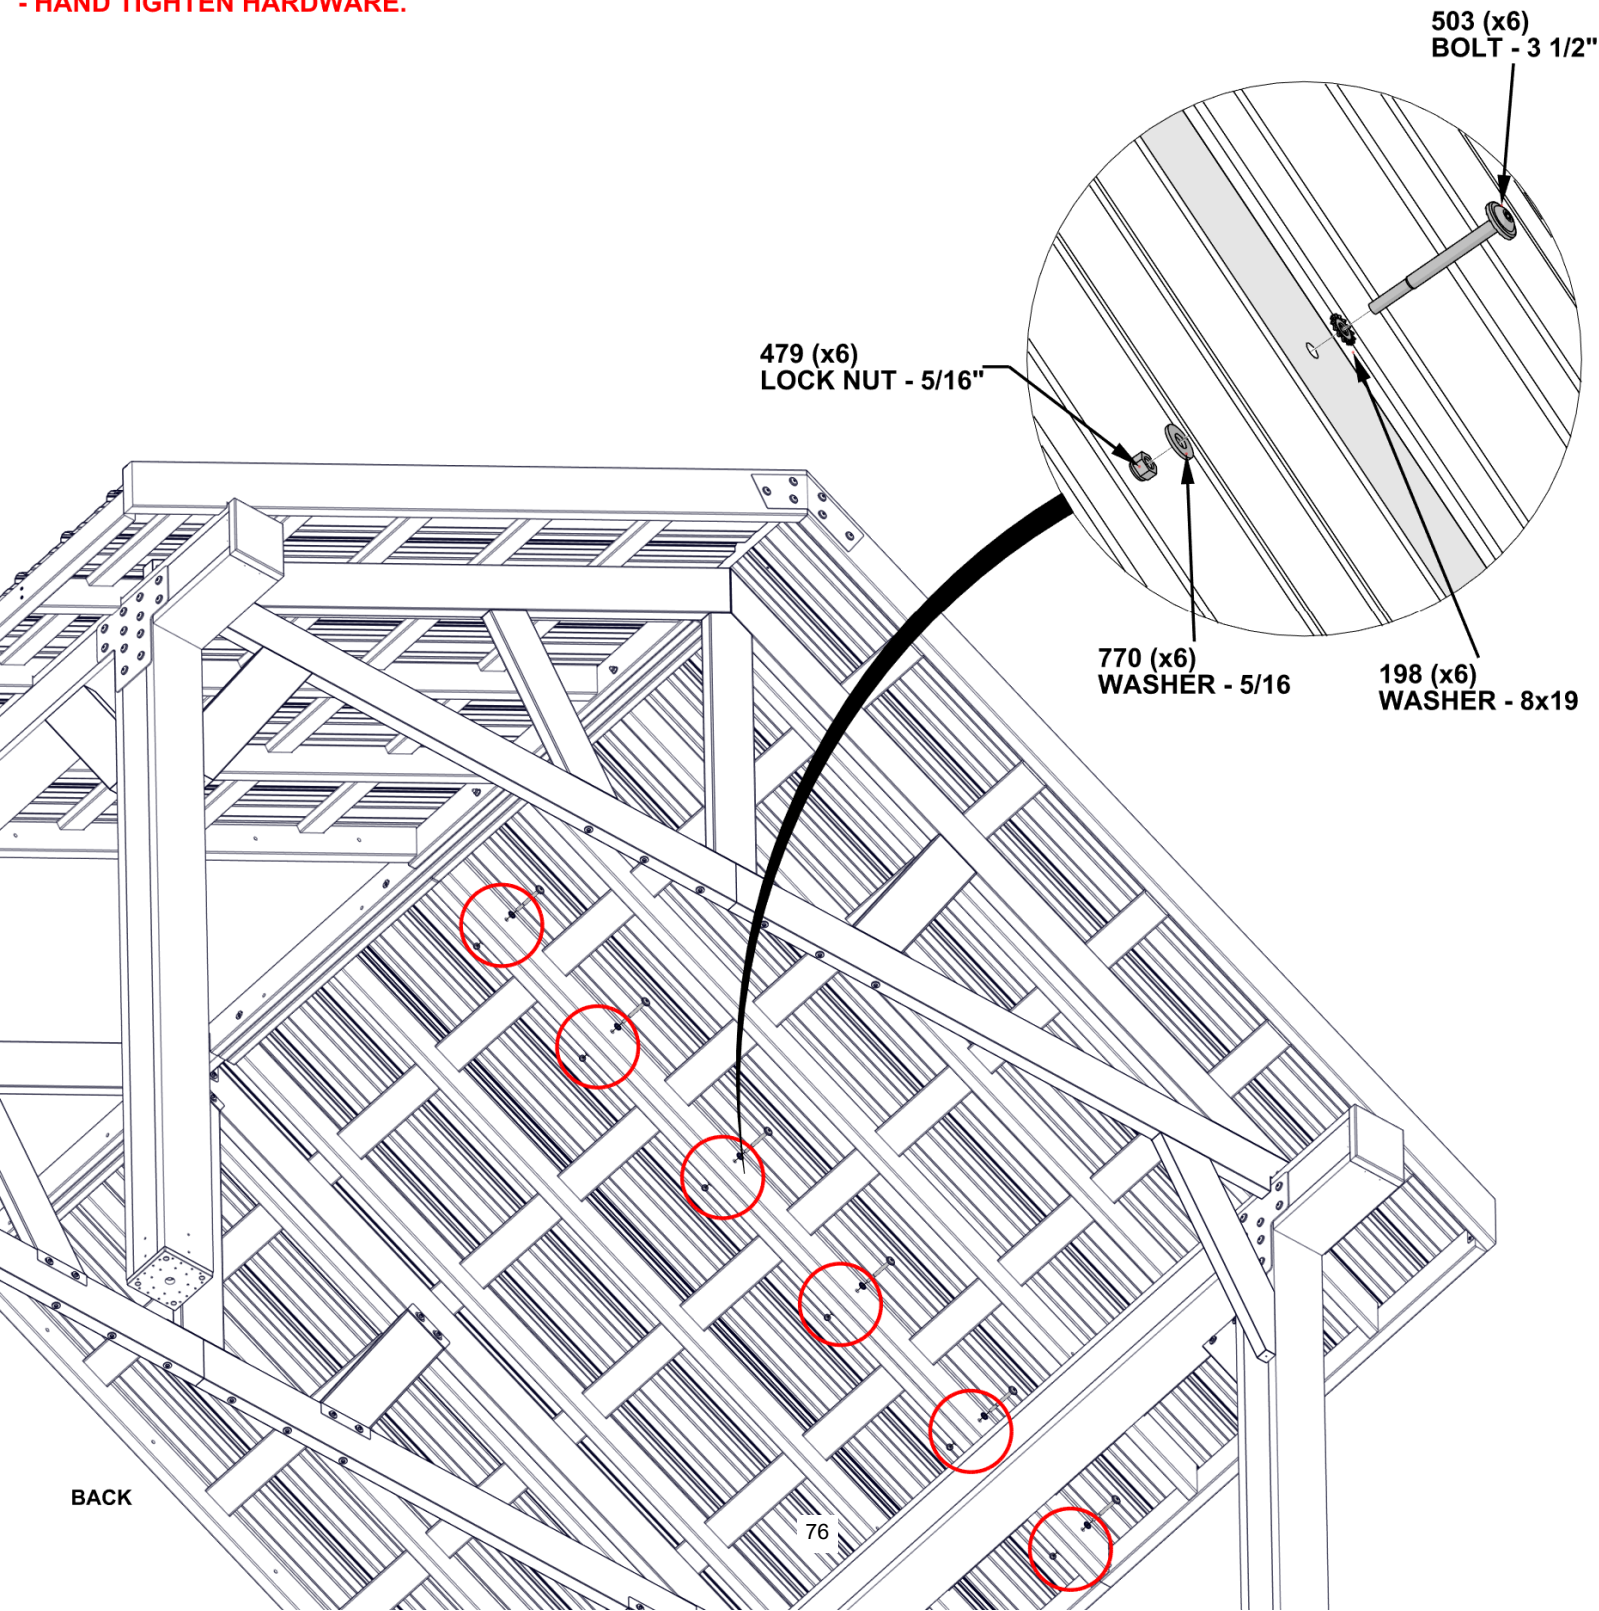 - HAND TIGHTEN HARDWARE.
503 (x6)
BOLT - 3 1/2"
479 (x6)
LOCK NUT - 5/16"
770 (x6)
WASHER - 5/16
198 (x6)
WASHER - 8x19
BACK
76